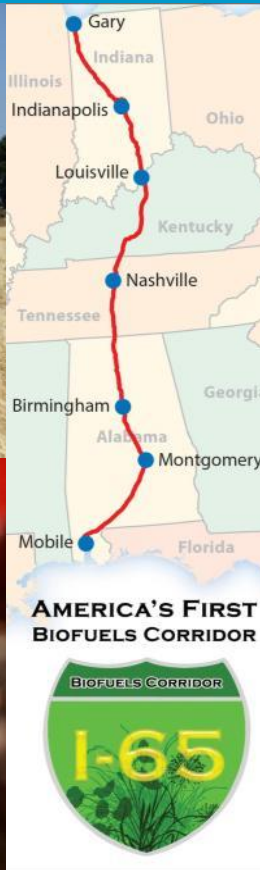 Gary
Indiana
Illinois
Indianapolis
Ohio
Louisville
Kentucky
Nashville
Tennessee
Georgia
Birmingham
Alabama
Montgomery
Mobile
Florida
AMERICA'S FIRST
BIOFUELS CORRIDOR
BIOFUELS CORRIDOR
I-65